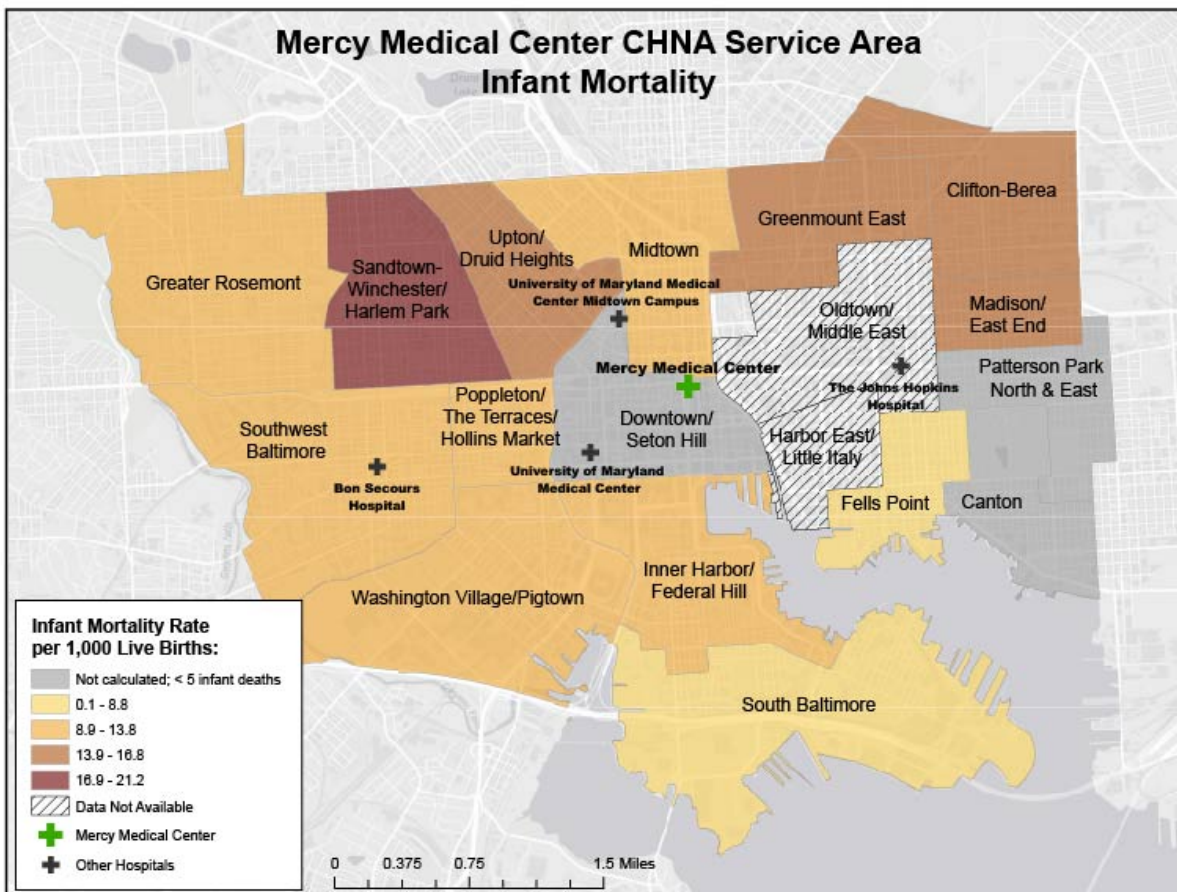 Mercy Medical Center CHNA Service Area
Infant Mortality
Clifton-Berea
Greenmount East
Upton/
Druid Heights
Midtown
Greater Rosemont
Sandtown-
Winchester/
Harlem Park
University of Maryland Medical
Center Midtown Campus
Oldtown/
Middle East
Madison/
East End
Mercy Medical Center
Patterson Park
North & East
The Johns Hopkins
Hospital
Poppleton/
The Terraces/
Hollins Market
Downtown/
Seton Hill
Southwest
Baltimore
Harbor East/
Little Italy
University of Maryland
Medical Center
Bon Secours
Hospital
Fells Point
Canton
Inner Harbor/
Federal Hill
Washington Village/Pigtown
South Baltimore
Infant Mortality Rate
per 1,000 Live Births:
Not calculated; < 5 infant deaths
0.1 - 8.8
8.9 - 13.8
13.9 - 16.8
16.9 - 21.2
Data Not Available
Mercy Medical Center
Other Hospitals
0 0.375 0.75 1.5 Miles